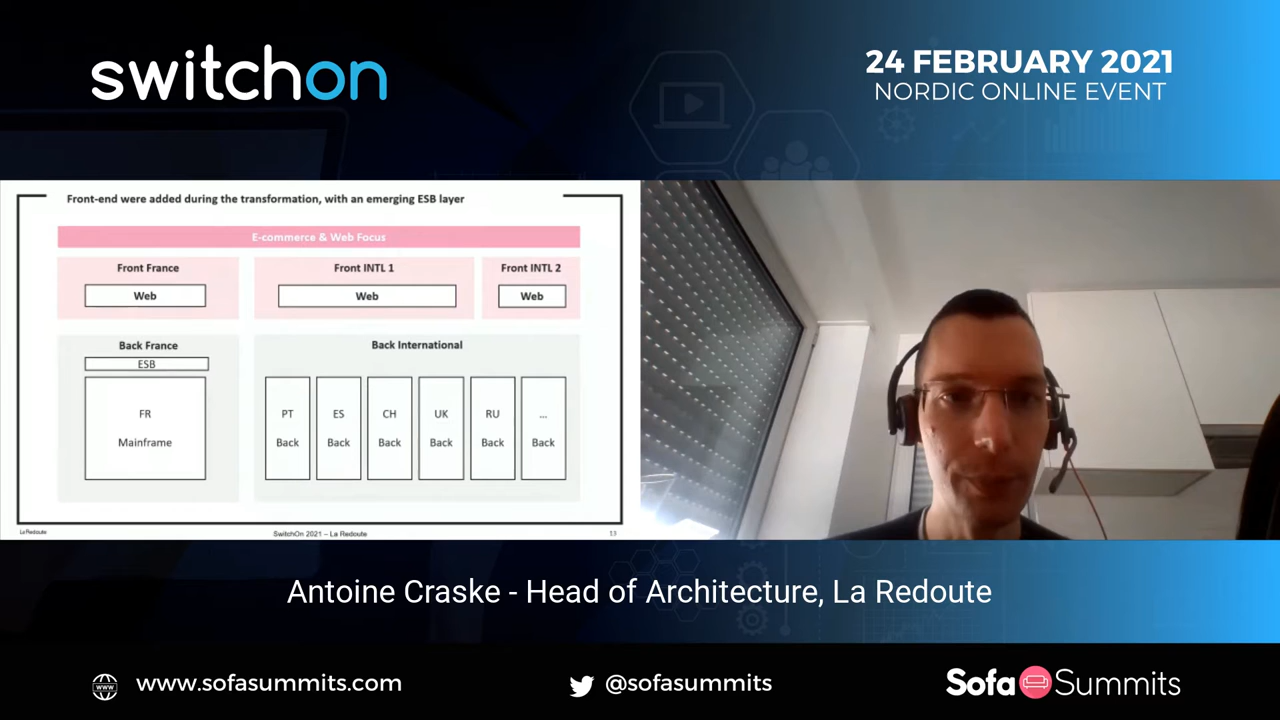 switchon
24 FEBRUARY 2021
NORDIC ONLINE EVENT
Front-end were added during the transformation, with an emerging ESB layer
E-commerce & Web Focus
Front France
Web
Front INTL 1
Web
Front INTL 2
Web
Back France
ESB
FR
Mainframe
Back International
PT
Back
ES
Back
CH
Back
UK
Back
RU
Back
...
Back
La Redoute
SwitchOn 2021 – La Redoute
Antoine Craske - Head of Architecture, La Redoute
WWW
www.sofasummits.com
@sofasummits
Sofa Summits